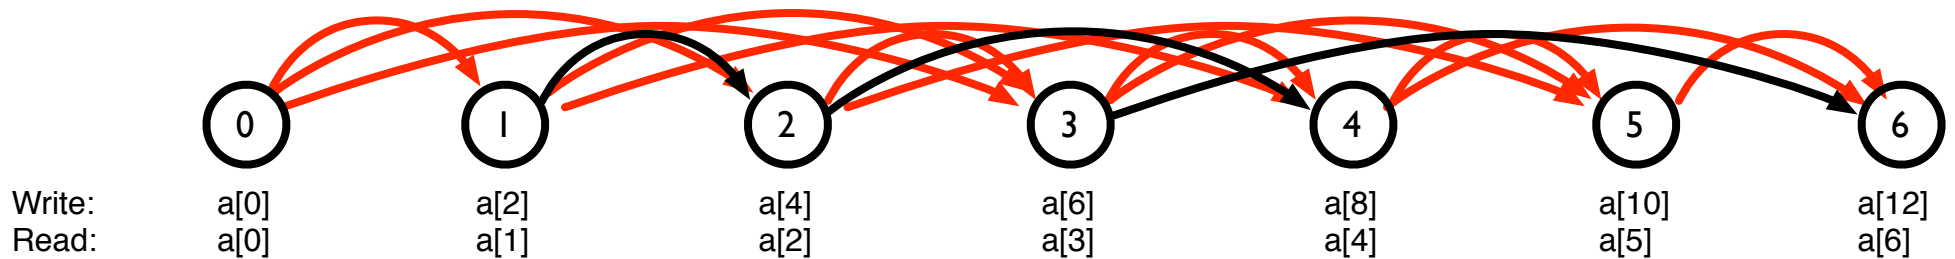 0 1 2 3 4 5 6
Write: a[0] a[2] a[4] a[6] a[8] a[10] a[12]
Read: a[0] a[1] a[2] a[3] a[4] a[5] a[6]